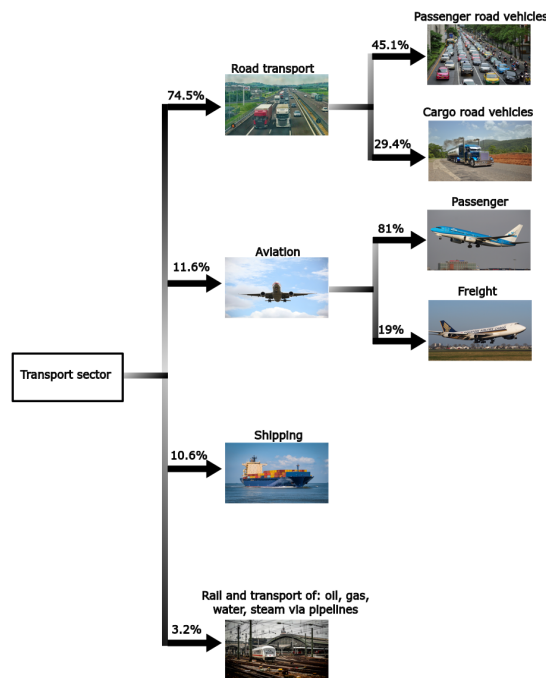 Passenger road vehicles
45.1%
Road transport
74.5%
Cargo road vehicles
29.4%
Passenger
81%
Aviation
11.6%
Freight
19%
Transport sector
Shipping
10.6%
Rail and transport of: oil, gas,
water, steam via pipelines
3.2%